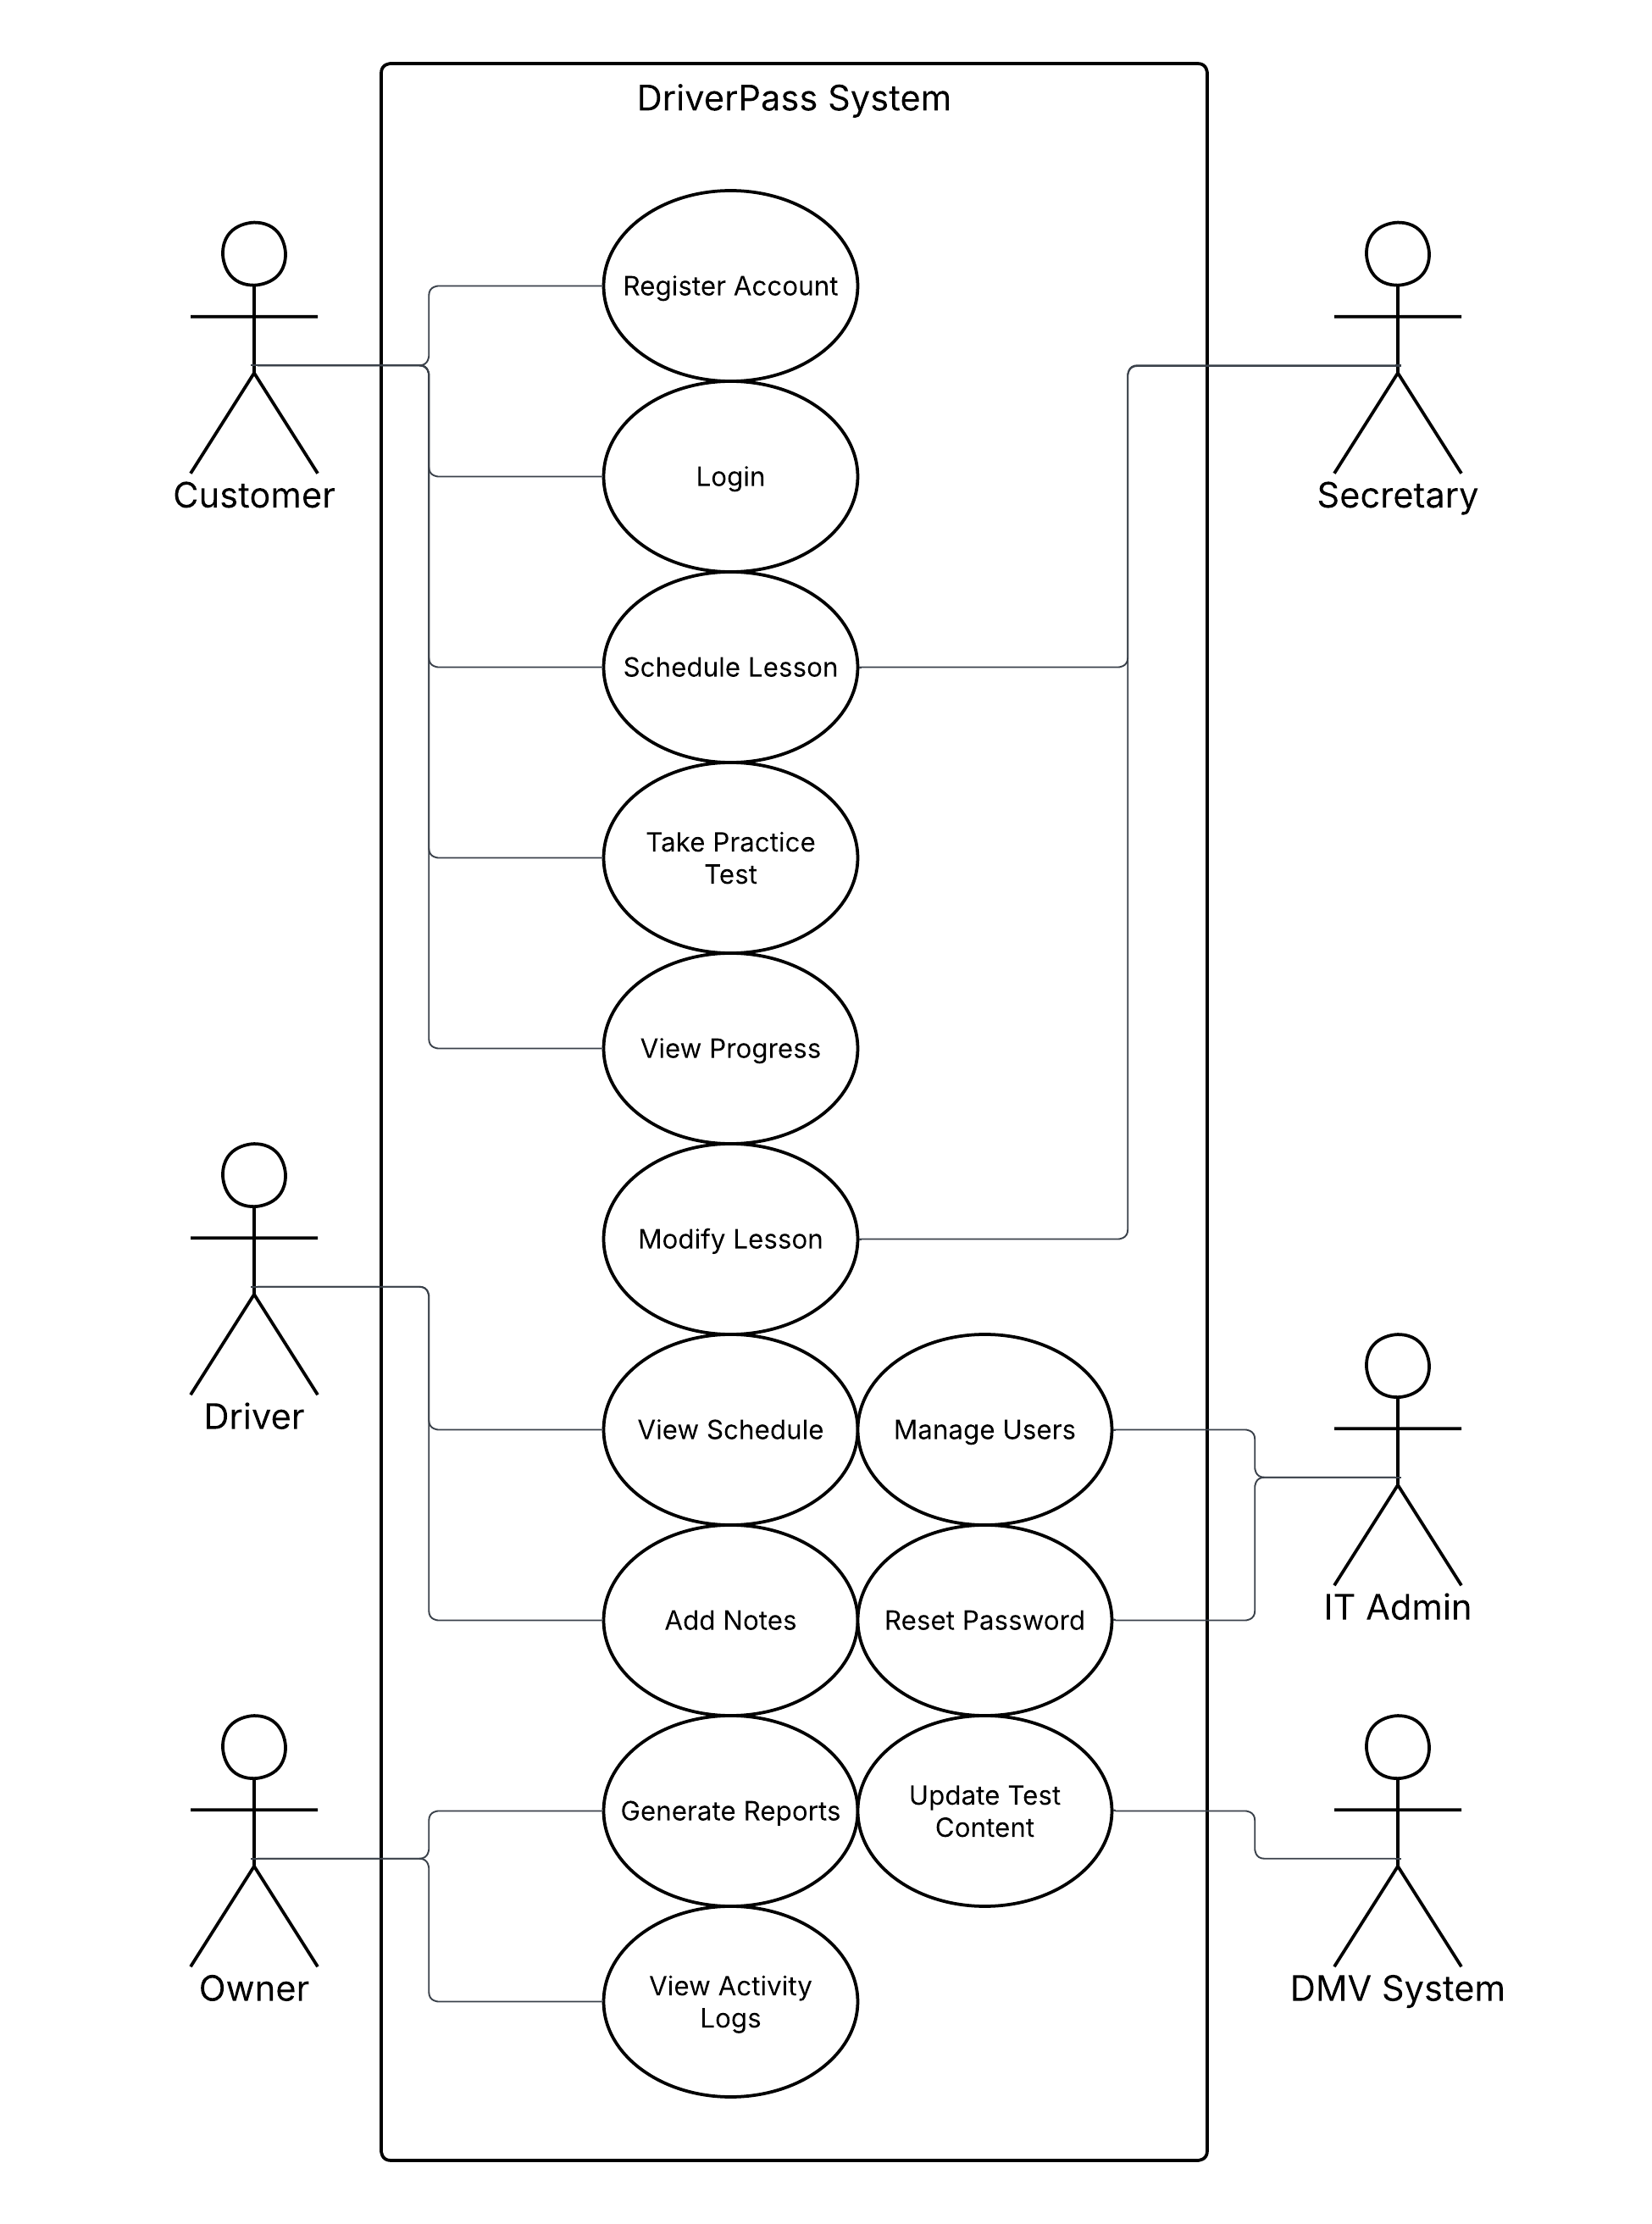 DriverPass System
Register Account
Customer
Login
Secretary
Schedule Lesson
Take Practice
Test
View Progress
Modify Lesson
Driver
View Schedule
Manage Users
Add Notes
Reset Password
IT Admin
Generate Reports
Update Test
Content
Owner
View Activity
Logs
DMV System